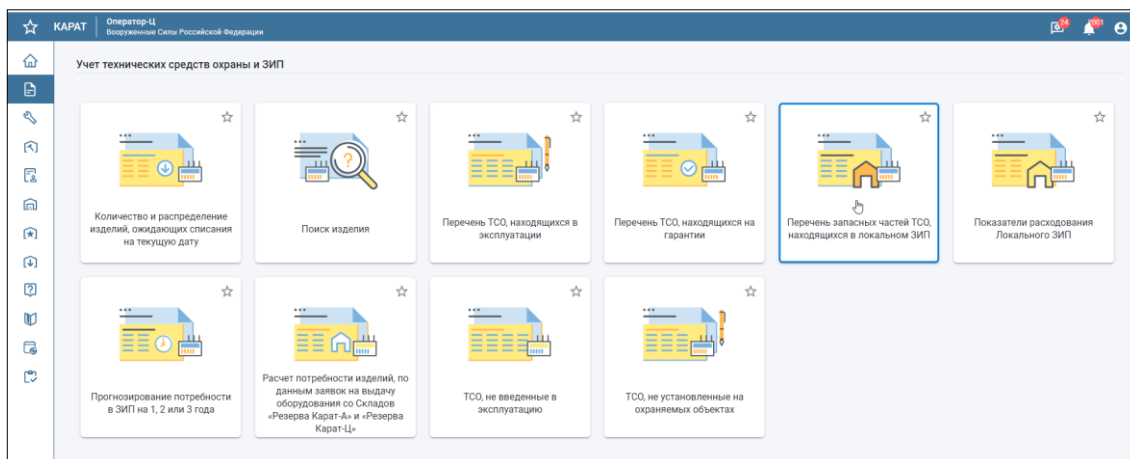 КАРАТ
Оператор-Ц
Вооруженные Силы Российской Федерации
24
2001
Учет технических средств охраны и ЗИП
Количество и распределение
изделий, ожидающих списания
на текущую дату
Поиск изделия
?
Перечень ТСО, находящихся в
эксплуатации
Перечень ТСО, находящихся на
гарантии
Перечень запасных частей ТСО,
находящихся в локальном ЗИП
Показатели расходования
Локального ЗИП
Прогнозирование потребности
в ЗИП на 1, 2 или 3 года
Расчет потребности изделий, по
данным заявок на выдачу
оборудования со Складов
«Резерва Карат-А» и «Резерва
Карат-Ц»
ТСО, не введенные в
эксплуатацию
ТСО, не установленные на
охраняемых объектах